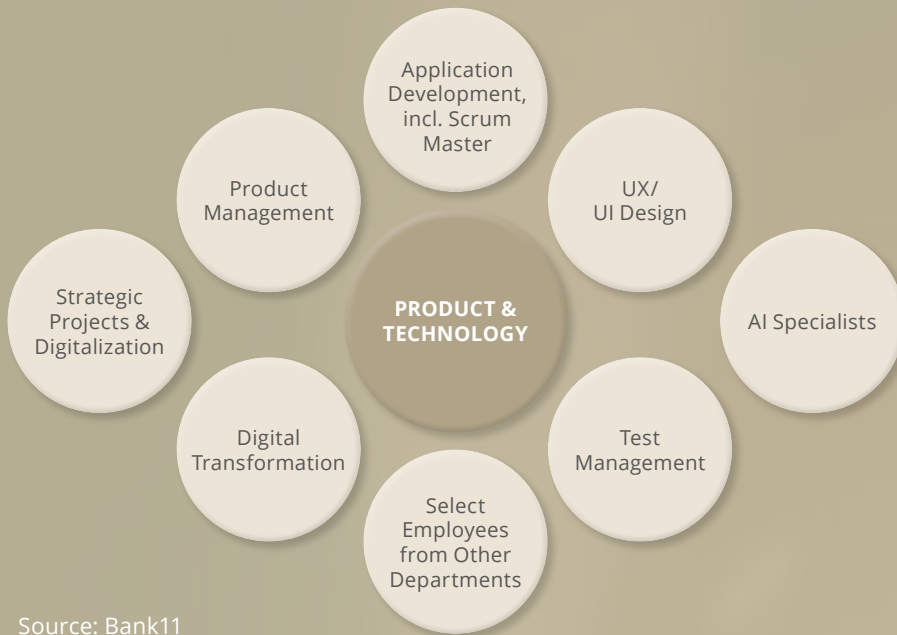 Application
Development,
incl. Scrum
Master
Product
Management
UX/
UI Design
Strategic
Projects &
Digitalization
PRODUCT &
TECHNOLOGY
AI Specialists
Digital
Transformation
Test
Management
Select
Employees
from Other
Departments
Source: Bank11